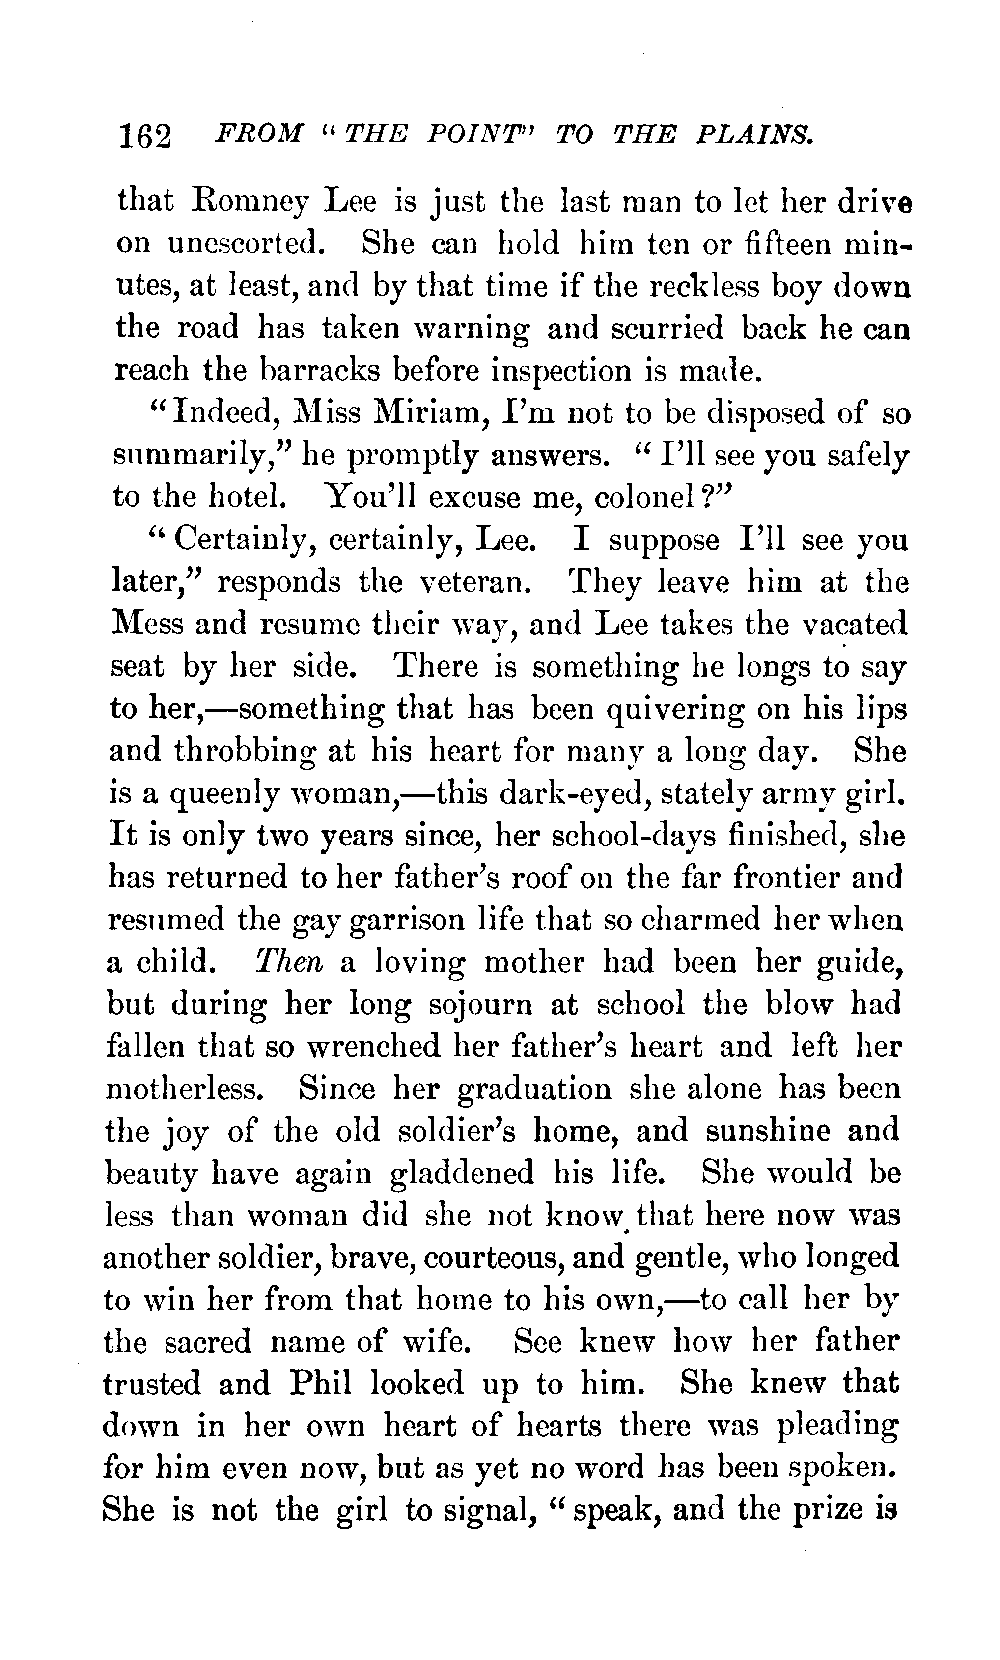 162 FROM " THE POINT" TO THE PLAINS.
that Romney Lee is just the last man to let her drive
on unescorted. She can hold him ten or fifteen min-
utes, at least, and by that time if the reckless boy down
the road has taken warning and scurried back he can
reach the barracks before inspection is made.
"Indeed, Miss Miriam, I'm not to be disposed of so
summarily," he promptly answers. "I'll see you safely
to the hotel. You'll excuse me, colonel?"
"Certainly, certainly, Lee. I suppose I'll see you
later," responds the veteran. They leave him at the
Mess and resume their way, and Lee takes the vacated
seat by her side. There is something he longs to say
to her,—something that has been quivering on his lips
and throbbing at his heart for many a long day. She
is a queenly woman,—this dark-eyed, stately army girl.
It is only two years since, her school-days finished, she
has returned to her father's roof on the far frontier and
resumed the gay garrison life that so charmed her when
a child. Then a loving mother had been her guide,
but during her long sojourn at school the blow had
fallen that so wrenched her father's heart and left her
motherless. Since her graduation she alone has been
the joy of the old soldier's home, and sunshine and
beauty have again gladdened his life. She would be
less than woman did she not know that here now was
another soldier, brave, courteous, and gentle, who longed
to win her from that home to his own,—to call her by
the sacred name of wife. See knew how her father
trusted and Phil looked up to him. She knew that
down in her own heart of hearts there was pleading
for him even now, but as yet no word has been spoken.
She is not the girl to signal, "speak, and the prize is